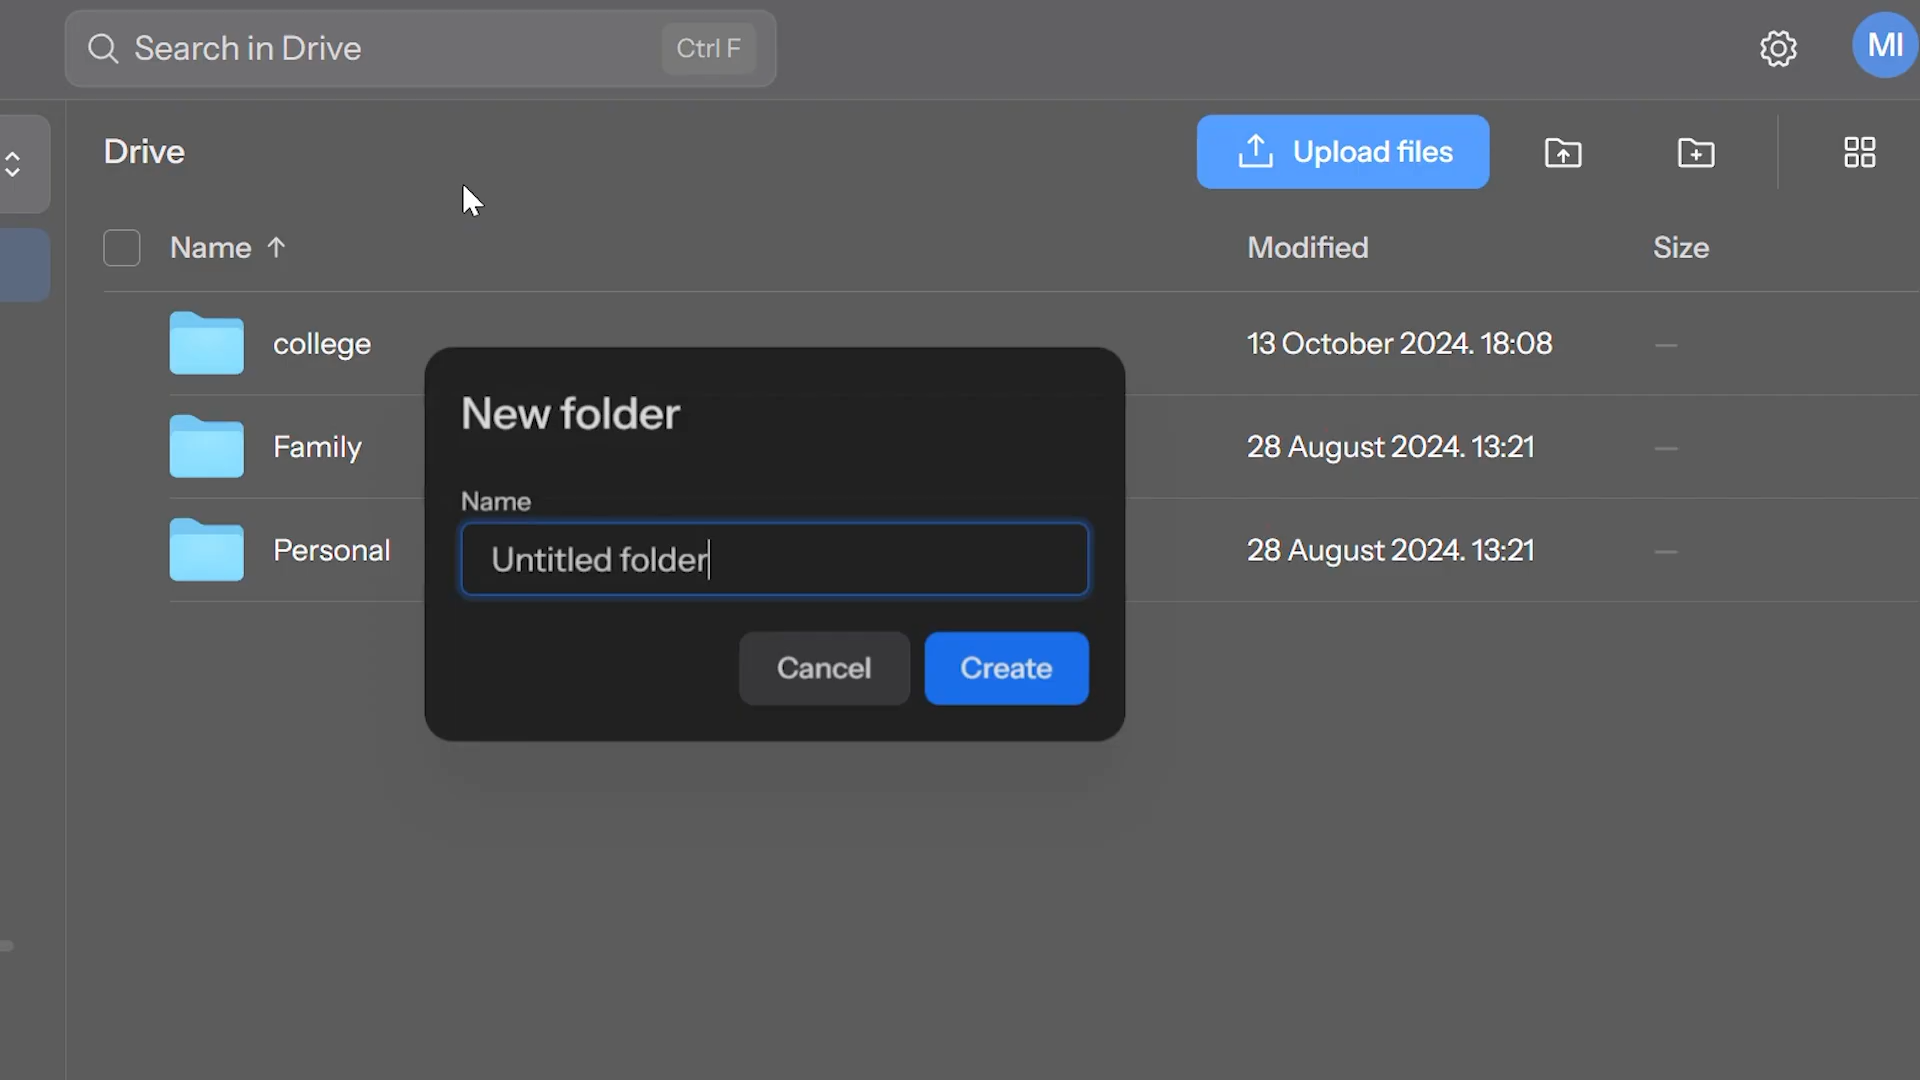 Search in Drive Ctrl F MI
Drive Upload files
Name ↑ Modified Size
college 13 October 2024. 18:08 —
Family 28 August 2024. 13:21 —
Personal 28 August 2024. 13:21 —
New folder
Name
Untitled folder
Cancel Create